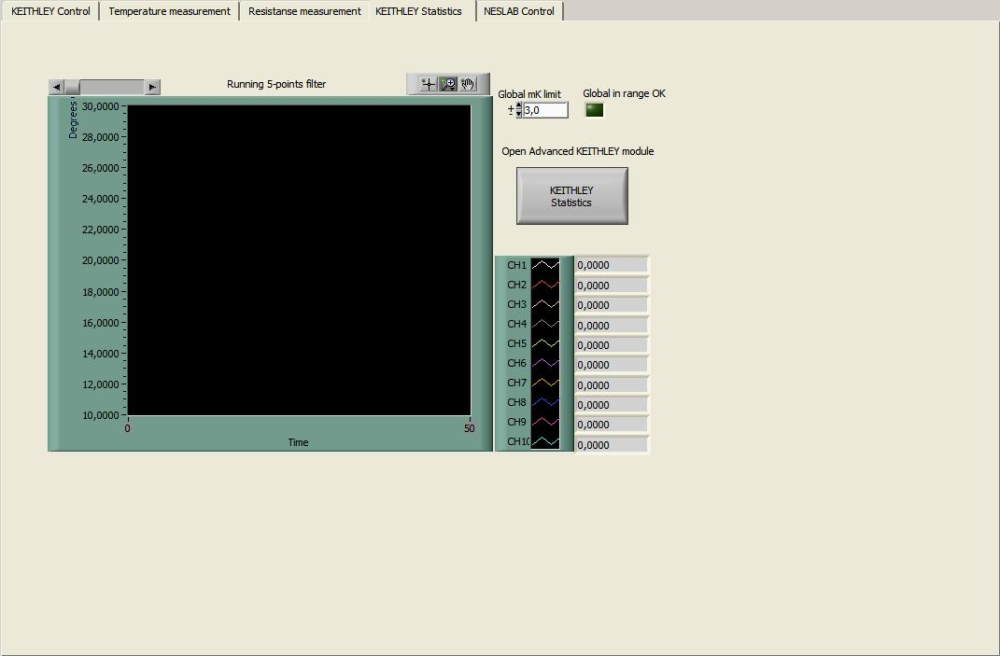 KEITHLEY Control
Temperature measurement
Resistanse measurement
KEITHLEY Statistics
NESLAB Control
Running 5-points filter
Global mK limit
Global in range OK
±
3,0
Open Advanced KEITHLEY module
KEITHLEY
Statistics
Degrees
30,0000
28,0000
26,0000
24,0000
22,0000
20,0000
18,0000
16,0000
14,0000
12,0000
10,0000
0
50
Time
CH1 0,0000
CH2 0,0000
CH3 0,0000
CH4 0,0000
CH5 0,0000
CH6 0,0000
CH7 0,0000
CH8 0,0000
CH9 0,0000
CH10 0,0000